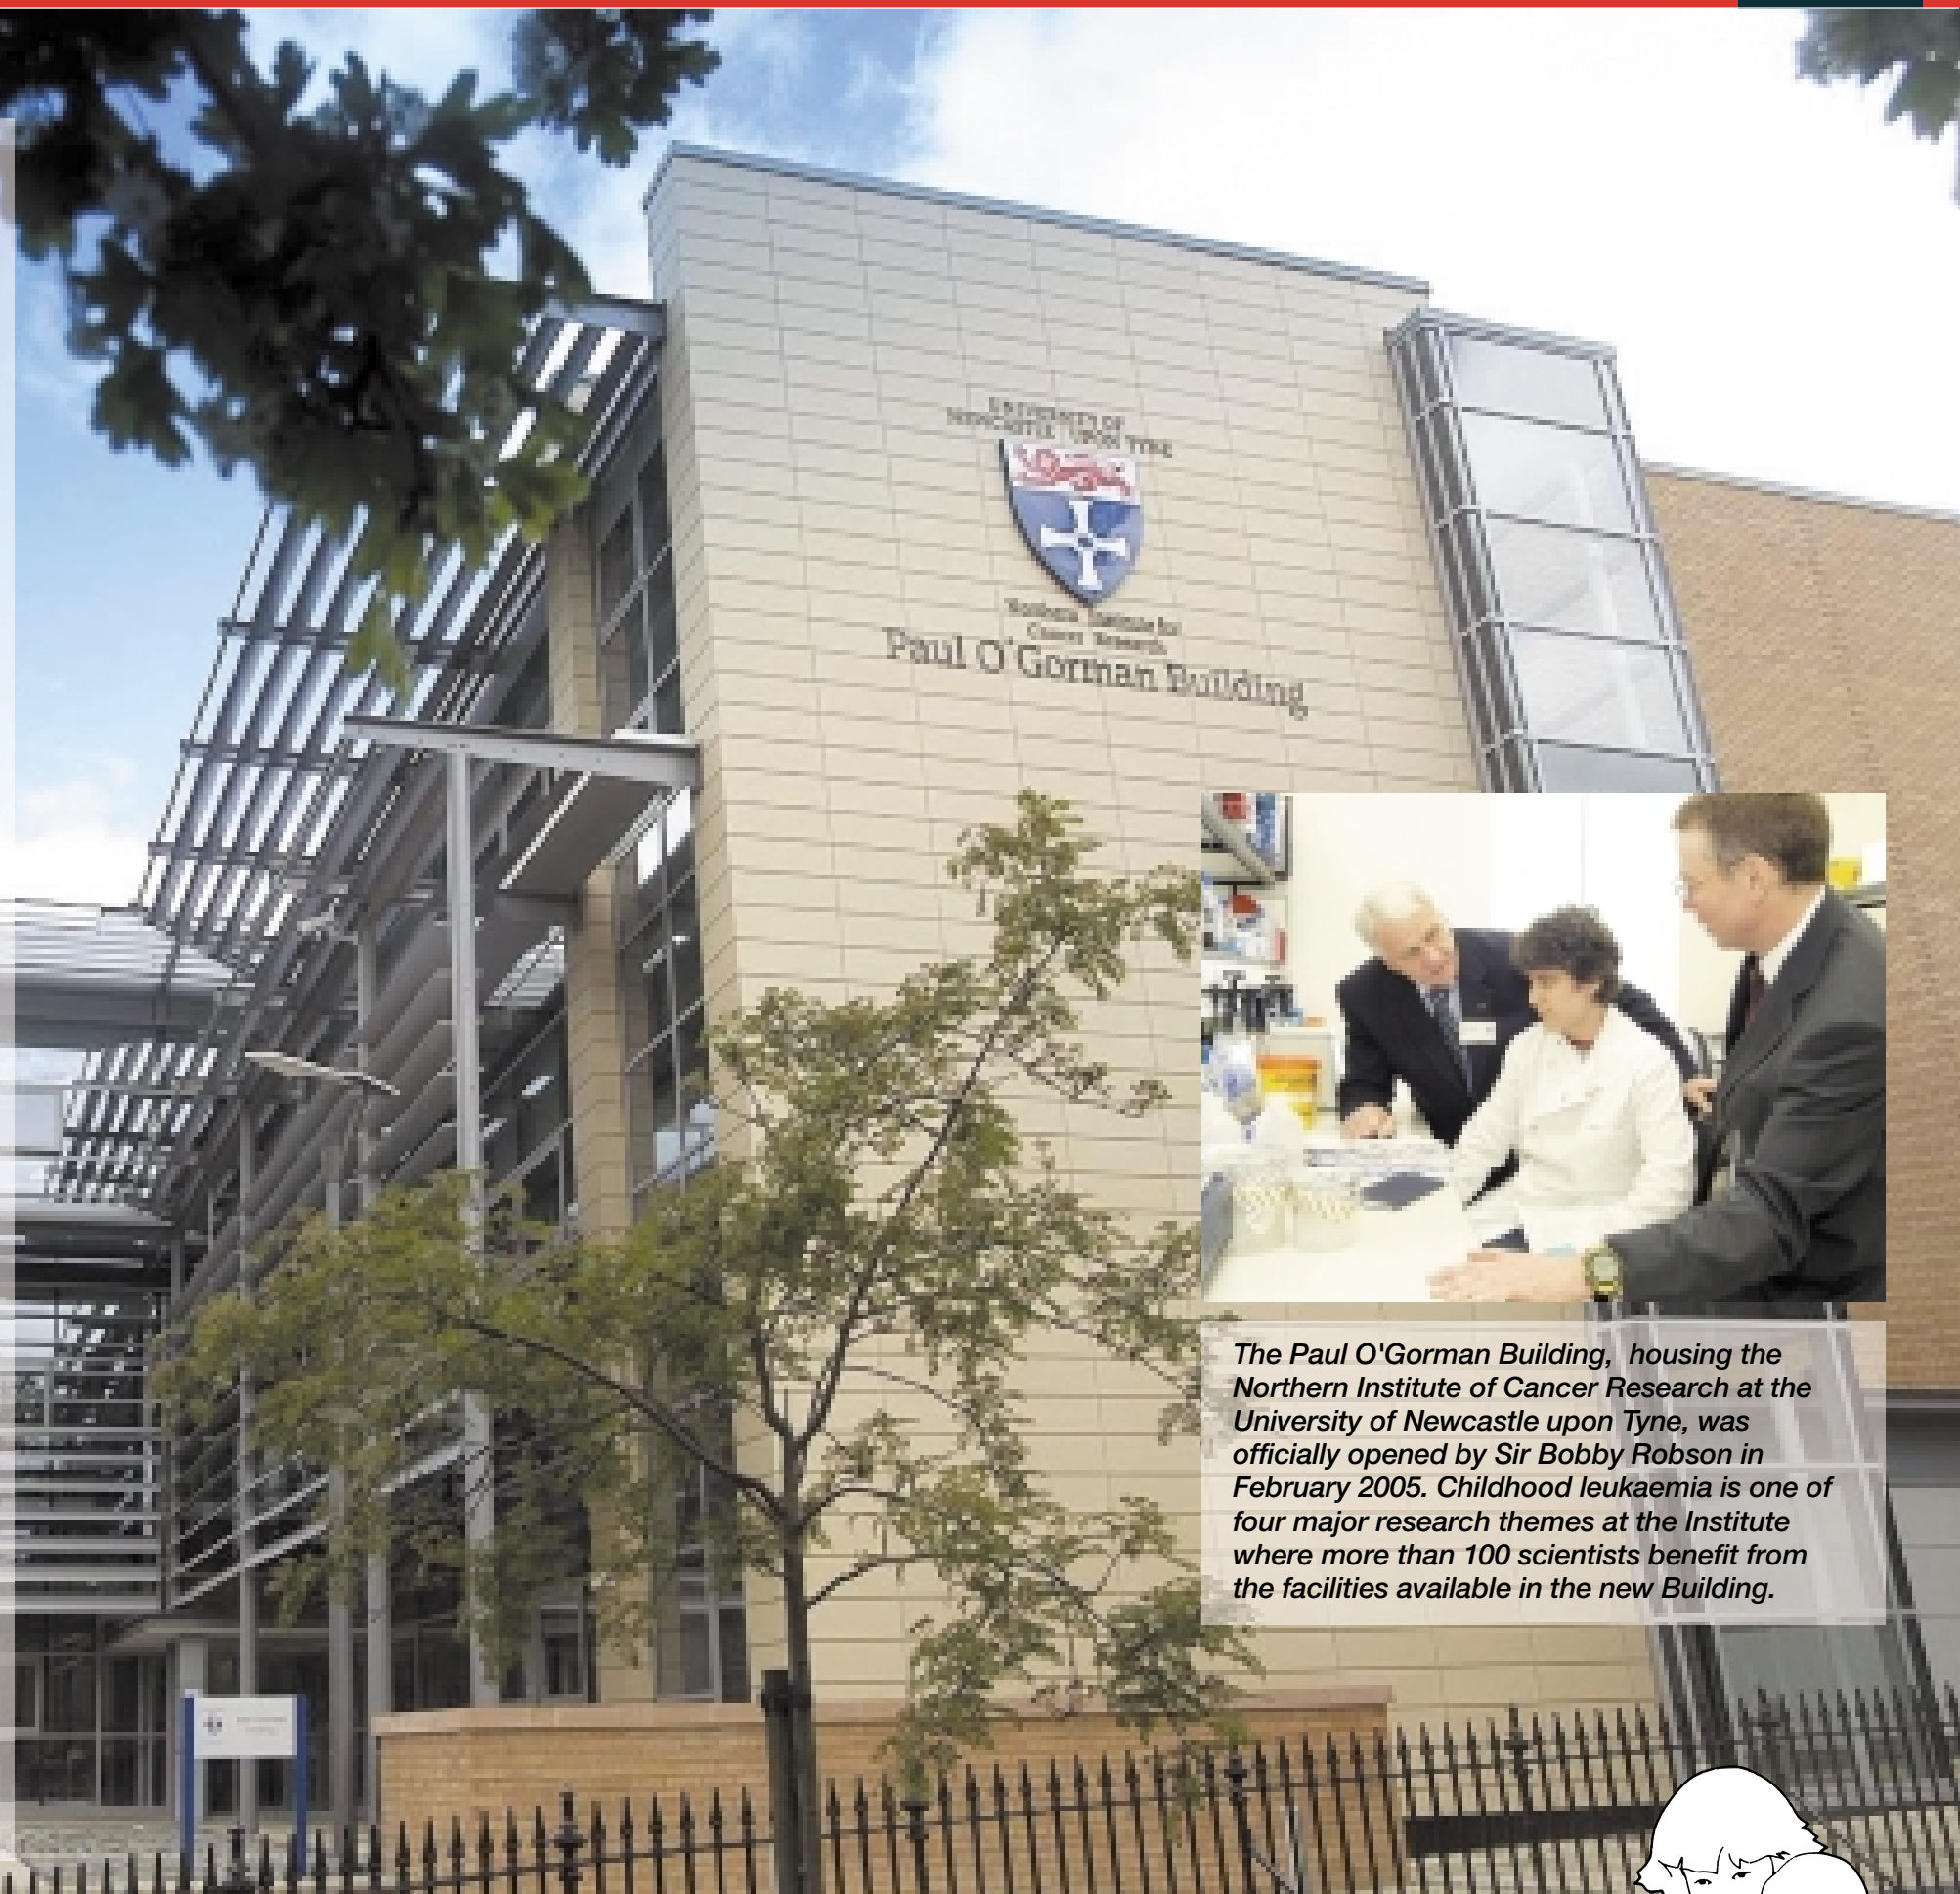 UNIVERSITY OF
NEWCASTLE UPON TYNE
Northern Institute for
Cancer Research
Paul O'Gorman Building
The Paul O'Gorman Building, housing the
Northern Institute of Cancer Research at the
University of Newcastle upon Tyne, was
officially opened by Sir Bobby Robson in
February 2005. Childhood leukaemia is one of
four major research themes at the Institute
where more than 100 scientists benefit from
the facilities available in the new Building.